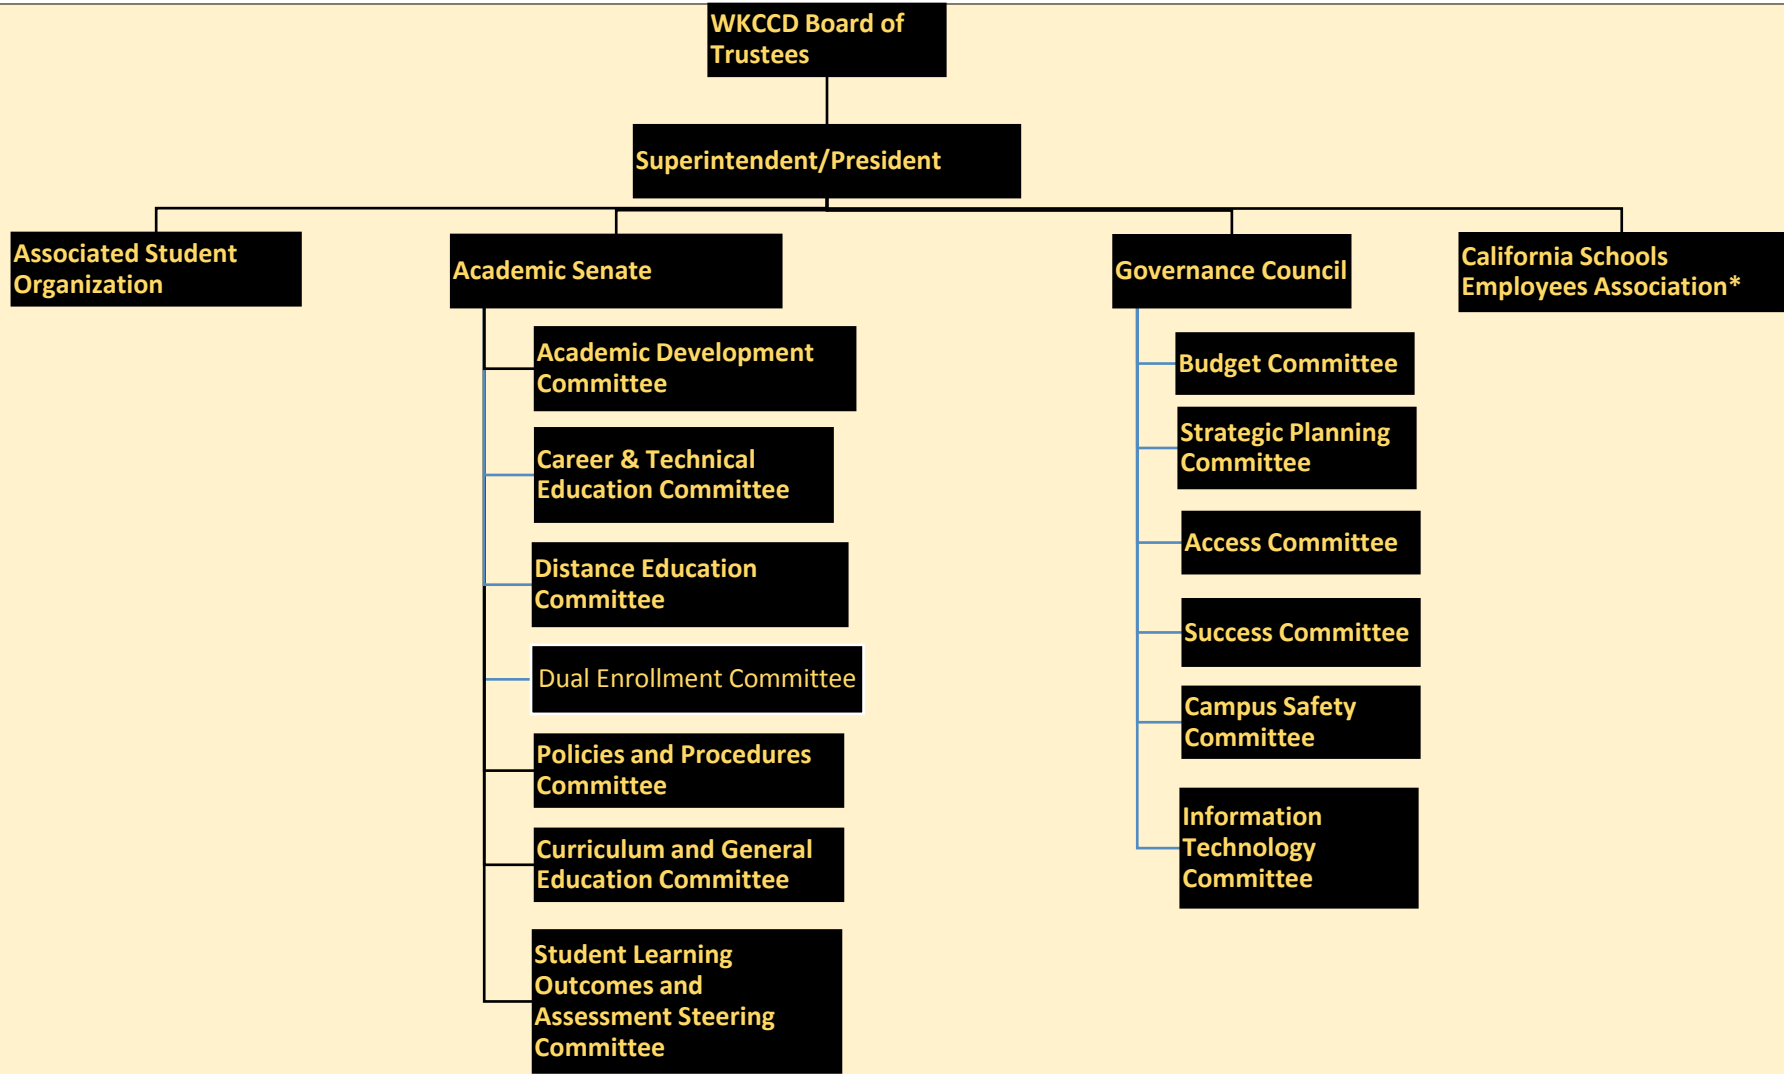 WKCCD Board of
Trustees
Superintendent/President
Associated Student
Organization
Academic Senate
Governance Council
California Schools
Employees Association*
Academic Development
Committee
Career & Technical
Education Committee
Distance Education
Committee
Dual Enrollment Committee
Policies and Procedures
Committee
Curriculum and General
Education Committee
Student Learning
Outcomes and
Assessment Steering
Committee
Budget Committee
Strategic Planning
Committee
Access Committee
Success Committee
Campus Safety
Committee
Information
Technology
Committee